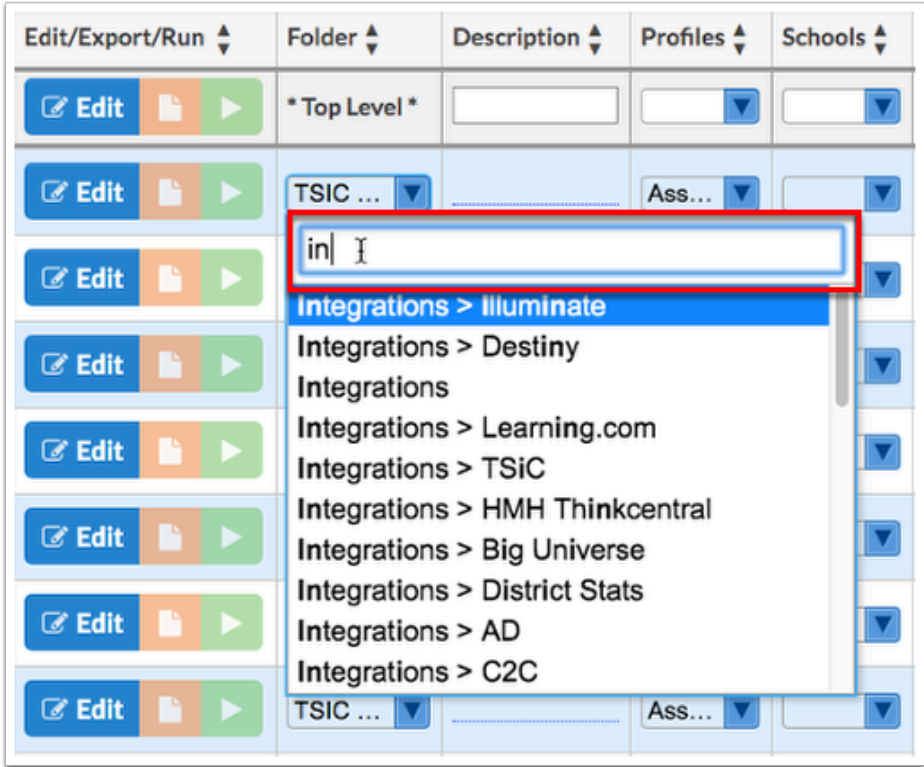 Edit/Export/Run Folder Description Profiles Schools
Edit * Top Level *
Edit TSIC ... Ass...
in
Edit
Integrations > Illuminate
Integrations > Destiny
Edit
Integrations
Integrations > Learning.com
Edit
Integrations > TSiC
Integrations > HMH Thinkcentral
Edit
Integrations > Big Universe
Integrations > District Stats
Edit
Integrations > AD
Integrations > C2C
Edit TSIC ... Ass...